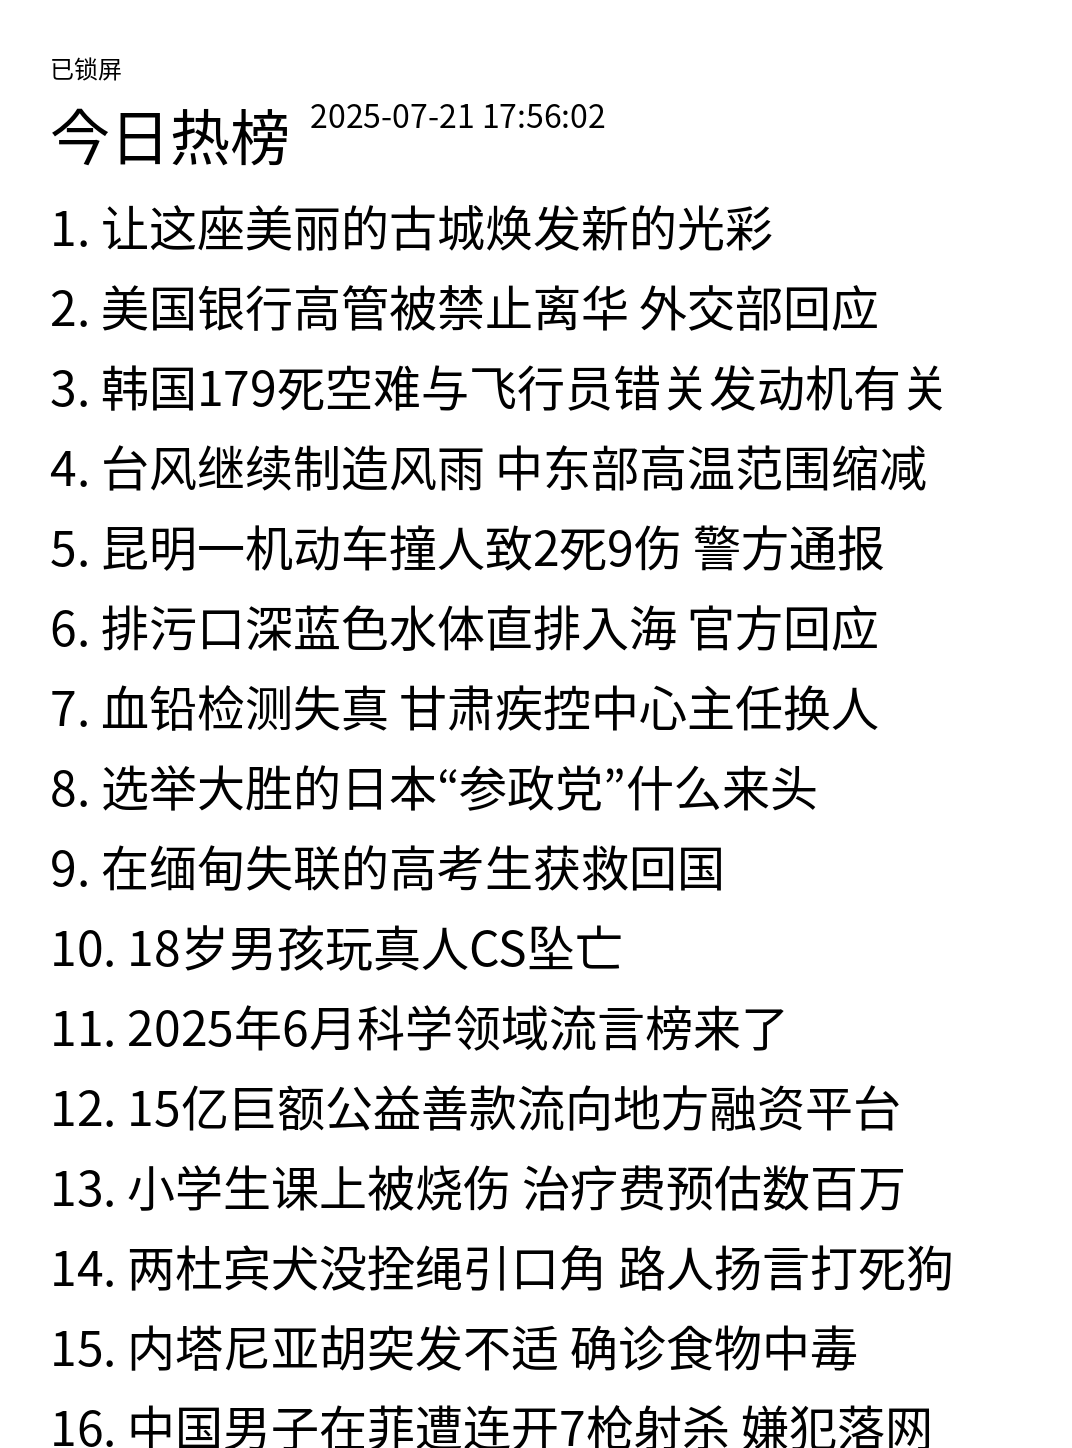 已锁屏
今日热榜 2025-07-21 17:56:02
1. 让这座美丽的古城焕发新的光彩
2. 美国银行高管被禁止离华 外交部回应
3. 韩国179死空难与飞行员错关发动机有关
4. 台风继续制造风雨 中东部高温范围缩减
5. 昆明一机动车撞人致2死9伤 警方通报
6. 排污口深蓝色水体直排入海 官方回应
7. 血铅检测失真 甘肃疾控中心主任换人
8. 选举大胜的日本“参政党”什么来头
9. 在缅甸失联的高考生获救回国
10. 18岁男孩玩真人CS坠亡
11. 2025年6月科学领域流言榜来了
12. 15亿巨额公益善款流向地方融资平台
13. 小学生课上被烧伤 治疗费预估数百万
14. 两杜宾犬没拴绳引口角 路人扬言打死狗
15. 内塔尼亚胡突发不适 确诊食物中毒
16. 中国男子在菲遭连开7枪射杀 嫌犯落网